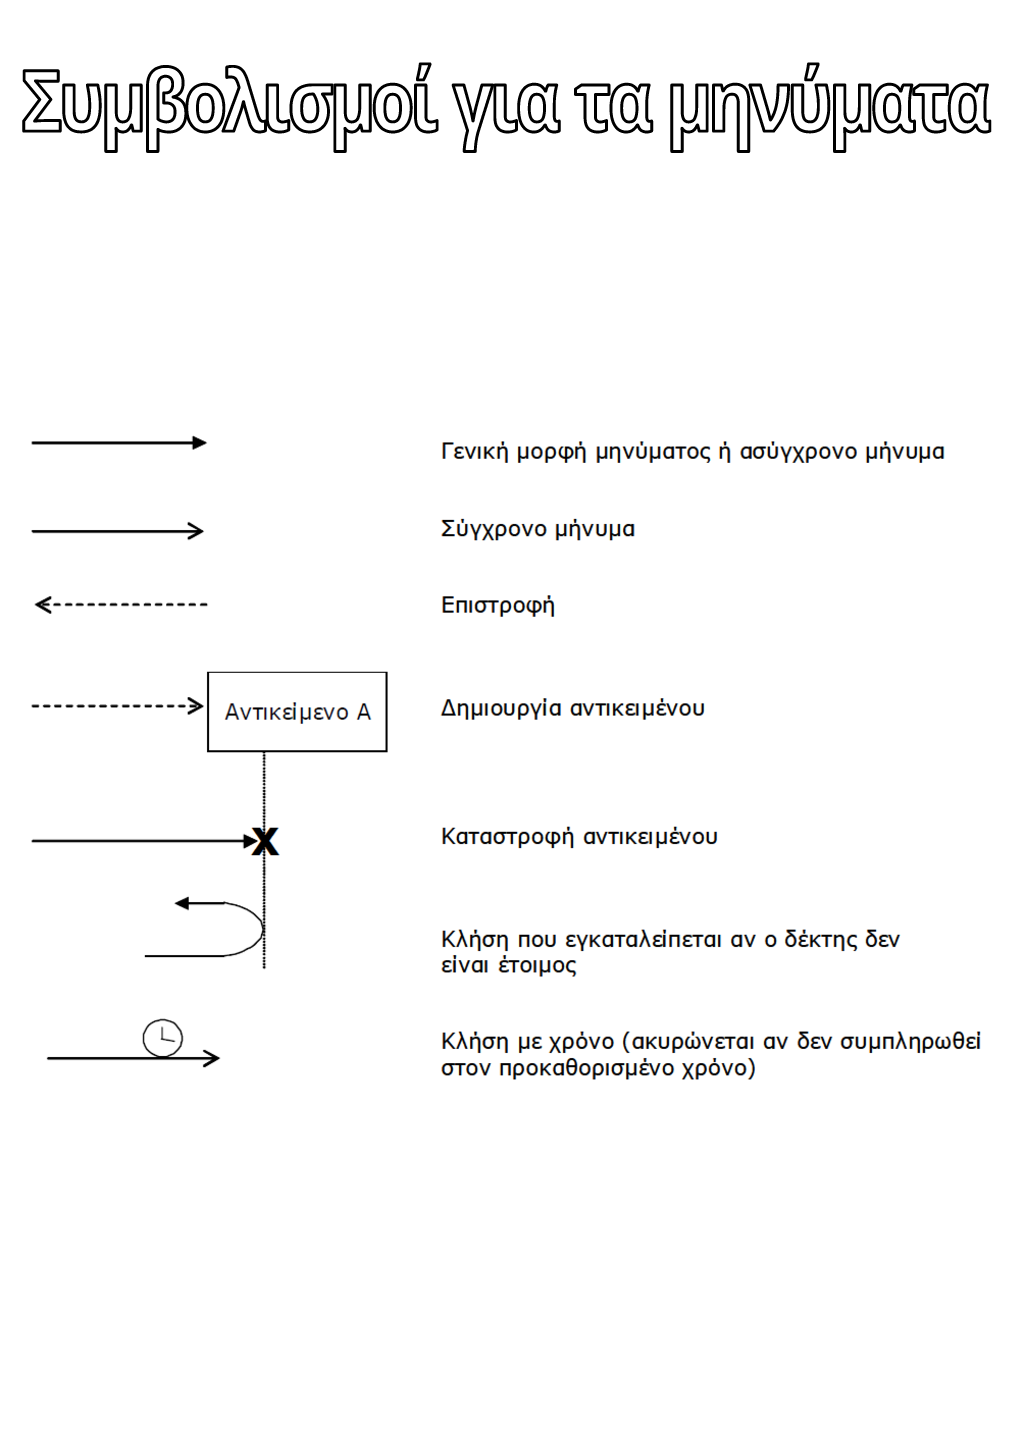 Συμβολισμοί για τα μηνύματα
Γενική μορφή μηνύματος ή ασύγχρονο μήνυμα
Σύγχρονο μήνυμα
Επιστροφή
Αντικείμενο Α
Δημιουργία αντικειμένου
X
Καταστροφή αντικειμένου
Κλήση που εγκαταλείπεται αν ο δέκτης δεν
είναι έτοιμος
Κλήση με χρόνο (ακυρώνεται αν δεν συμπληρωθεί
στον προκαθορισμένο χρόνο)